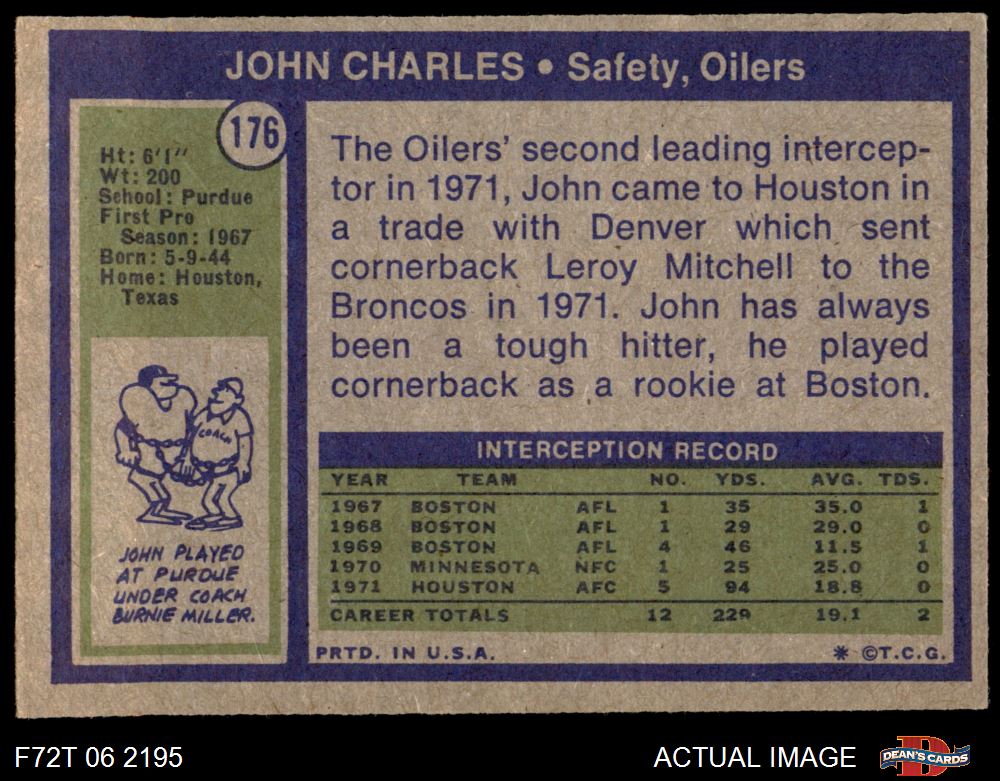 JOHN CHARLES • Safety, Oilers
176
Ht: 6'1"
Wt: 200
School: Purdue
First Pro
Season: 1967
Born: 5-9-44
Home: Houston,
Texas
COACH
JOHN PLAYED
AT PURDUE
UNDER COACH
BURNIE MILLER.
The Oilers' second leading intercep-
tor in 1971, John came to Houston in
a trade with Denver which sent
cornerback Leroy Mitchell to the
Broncos in 1971. John has always
been a tough hitter, he played
cornerback as a rookie at Boston.
INTERCEPTION RECORD
YEAR TEAM NO. YDS. AVG. TDS.
1967 BOSTON AFL 1 35 35.0 1
1968 BOSTON AFL 1 29 29.0 0
1969 BOSTON AFL 4 46 11.5 1
1970 MINNESOTA NFC 1 25 25.0 0
1971 HOUSTON AFC 5 94 18.8 0
CAREER TOTALS 12 229 19.1 2
PRTD. IN U.S.A. * ©T.C.G.
F72T 06 2195 ACTUAL IMAGE
DEAN'S CARDS